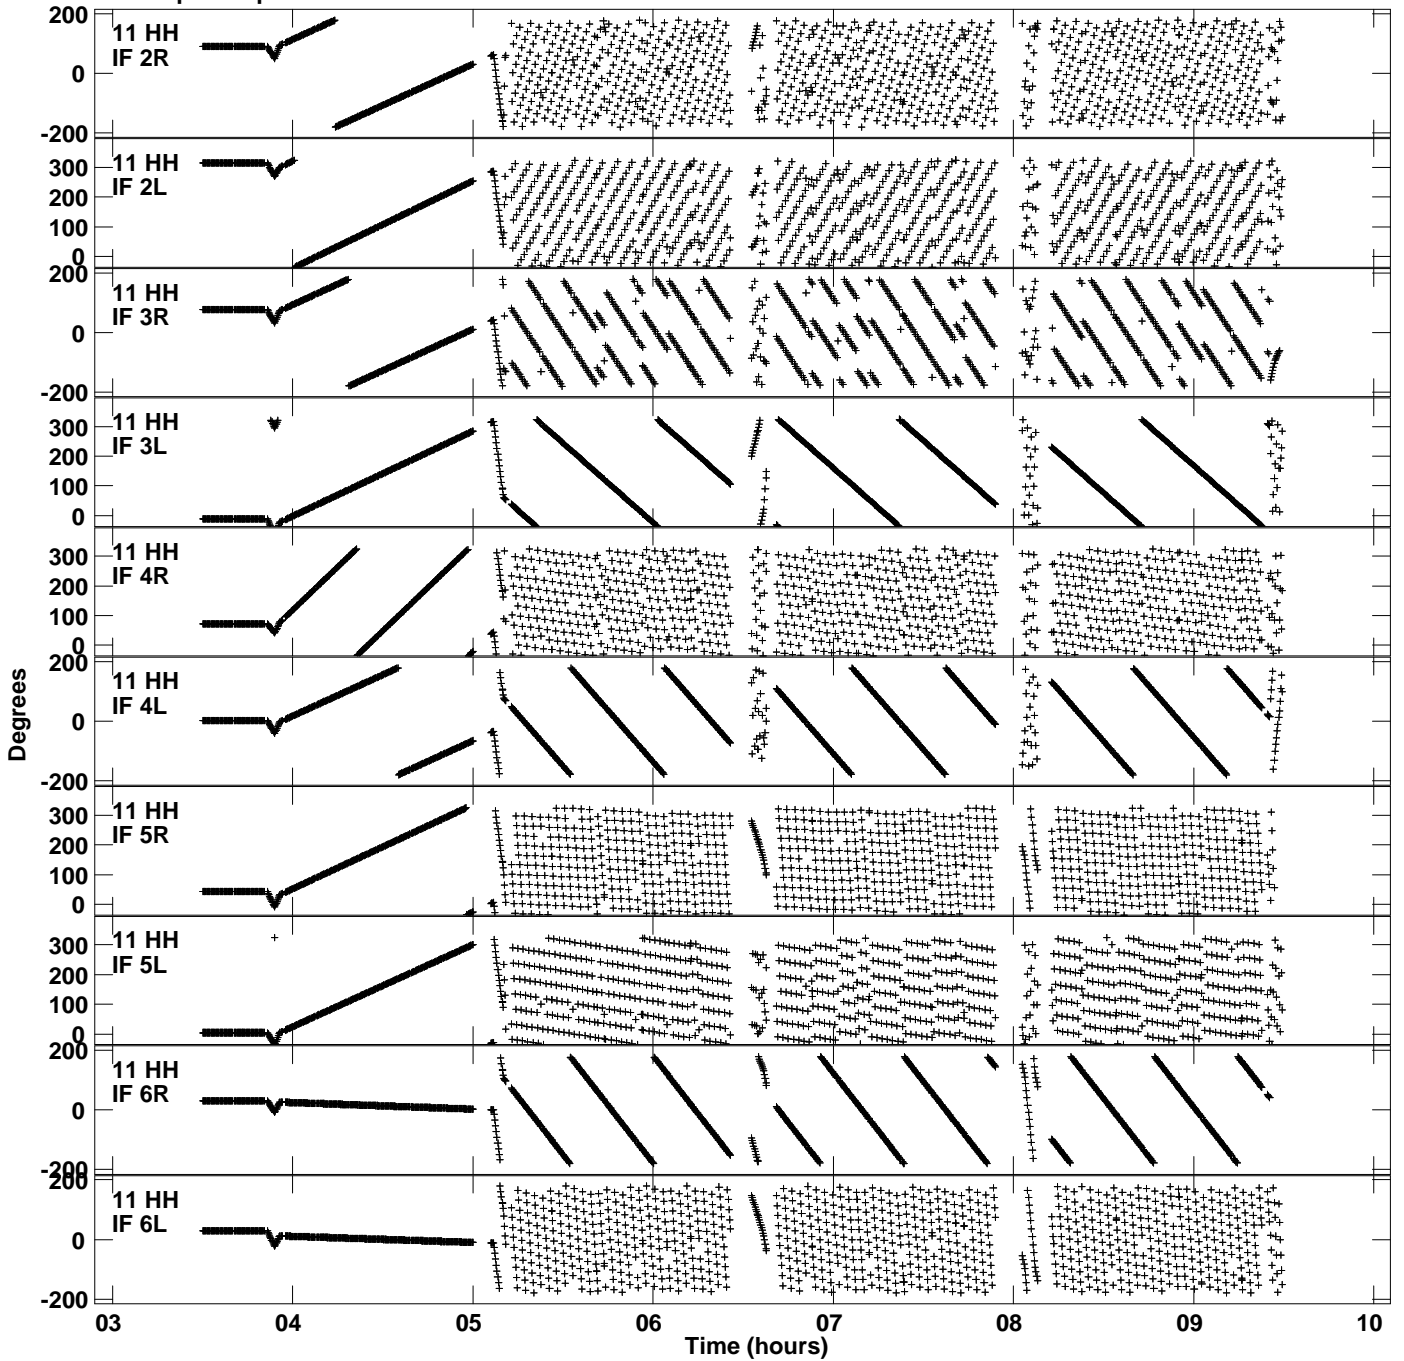 200
0
-200
11 HH
IF 2R
300
200
100
0
11 HH
IF 2L
200
0
-200
11 HH
IF 3R
300
200
100
0
11 HH
IF 3L
300
200
100
0
11 HH
IF 4R
200
0
-200
11 HH
IF 4L
300
200
100
0
11 HH
IF 5R
300
200
100
0
11 HH
IF 5L
200
0
-200
11 HH
IF 6R
200
0
-200
11 HH
IF 6L
Degrees
03 04 05 06 07 08 09 10
Time (hours)